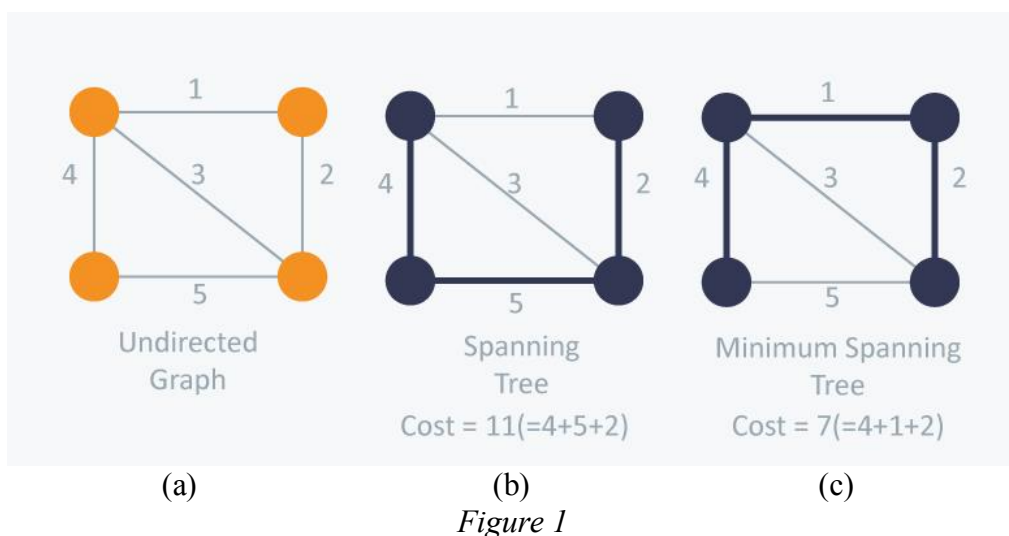 1 1 1
4 3 2 4 3 2 4 3 2
5 5 5
Undirected Graph
Spanning Tree
Cost = 11(=4+5+2)
Minimum Spanning Tree
Cost = 7(=4+1+2)
(a) (b) (c)
Figure 1